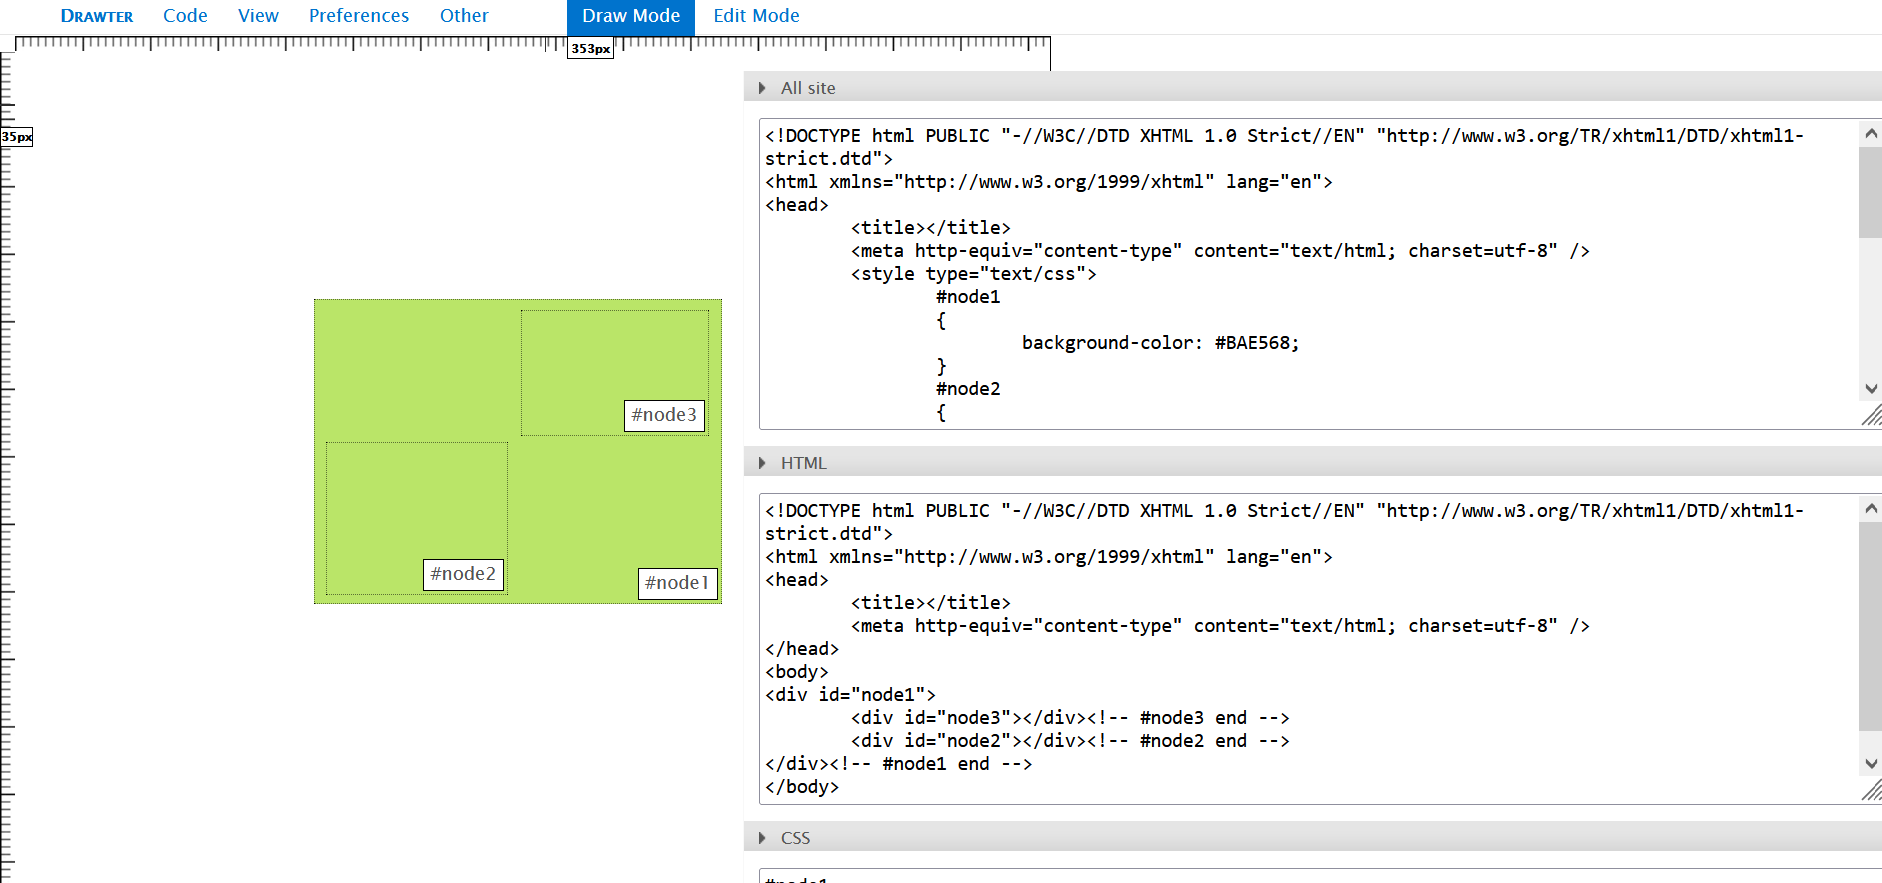 DRAWTER Code View Preferences Other Draw Mode Edit Mode
353px
35px
All site
<!DOCTYPE html PUBLIC "-//W3C//DTD XHTML 1.0 Strict//EN" "http://www.w3.org/TR/xhtml1/DTD/xhtml1-
strict.dtd">
<html xmlns="http://www.w3.org/1999/xhtml" lang="en">
<head>
<title></title>
<meta http-equiv="content-type" content="text/html; charset=utf-8" />
<style type="text/css">
#node1
{
background-color: #BAE568;
}
#node2
{
#node3
#node2
#node1
HTML
<!DOCTYPE html PUBLIC "-//W3C//DTD XHTML 1.0 Strict//EN" "http://www.w3.org/TR/xhtml1/DTD/xhtml1-
strict.dtd">
<html xmlns="http://www.w3.org/1999/xhtml" lang="en">
<head>
<title></title>
<meta http-equiv="content-type" content="text/html; charset=utf-8" />
</head>
<body>
<div id="node1">
<div id="node3"></div><!-- #node3 end -->
<div id="node2"></div><!-- #node2 end -->
</div><!-- #node1 end -->
</body>
CSS
#node1